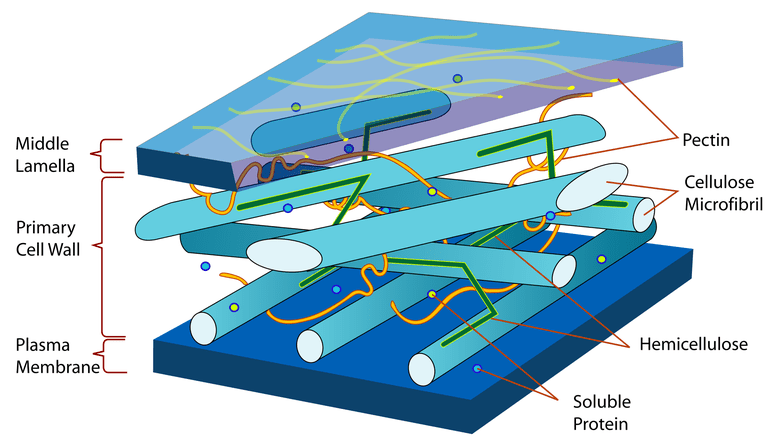 Middle
Lamella
Primary
Cell Wall
Plasma
Membrane
Pectin
Cellulose
Microfibril
Hemicellulose
Soluble
Protein